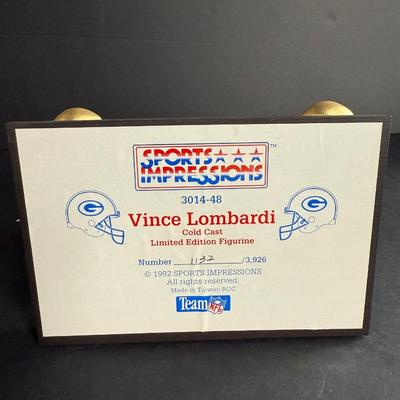 SPORTS ★★★ ™
IMPRESSIONS
3014-48
Vince Lombardi
Cold Cast
Limited Edition Figurine
Number 1132 /3,926
© 1992 SPORTS IMPRESSIONS
All rights reserved.
Made in Taiwan ROC
Team NFL
G
G